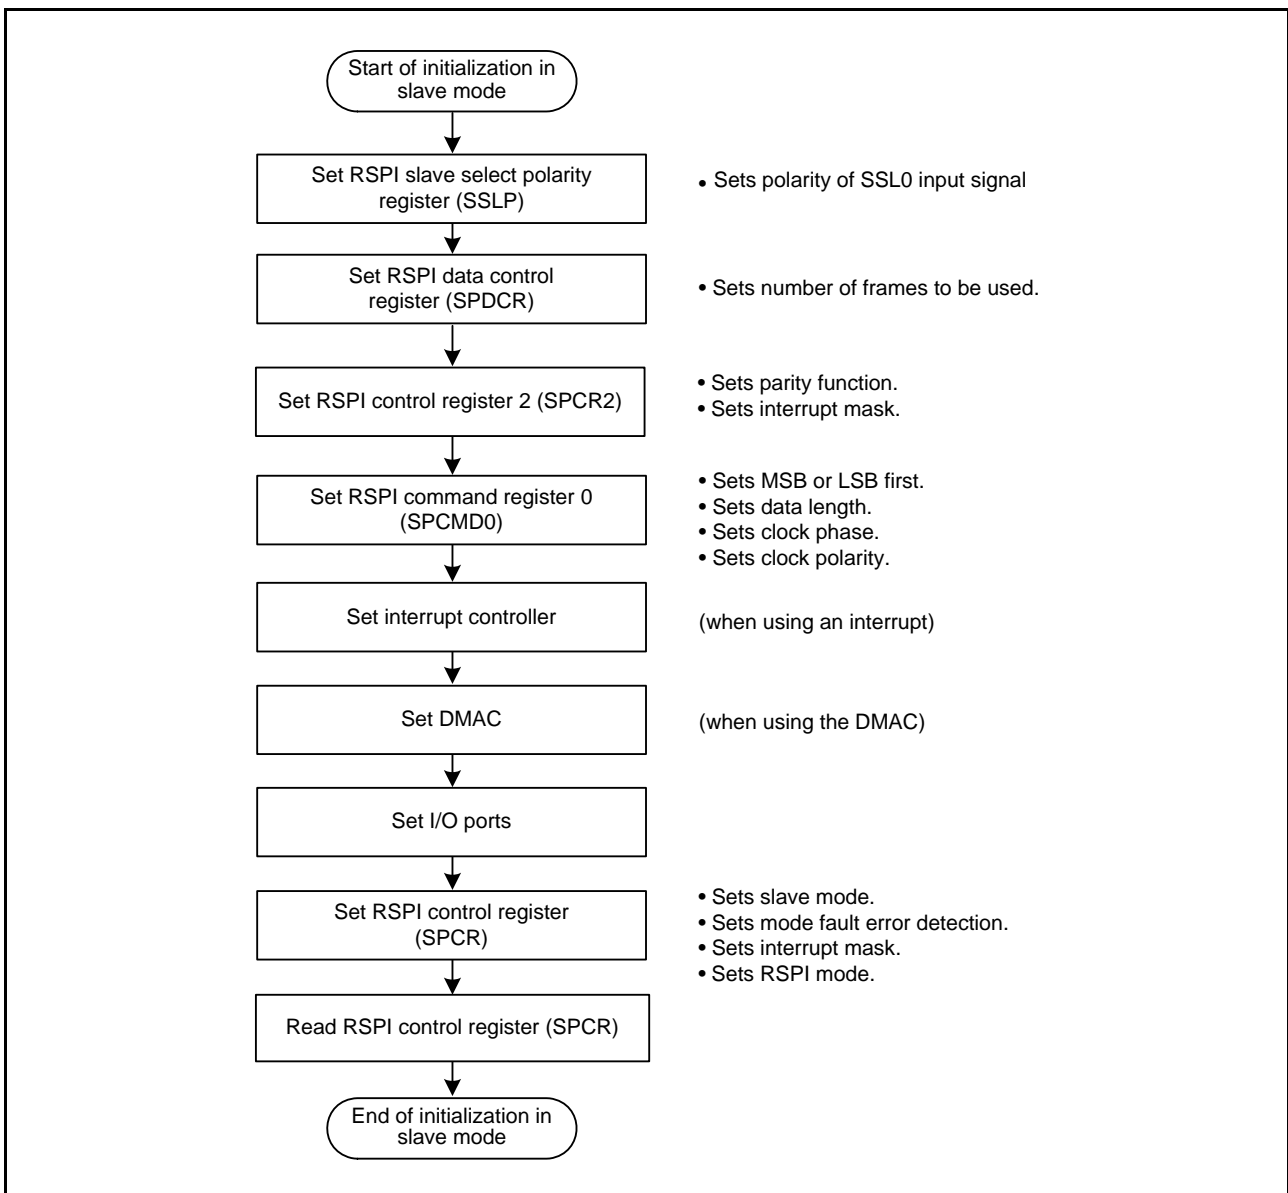 Start of initialization in
slave mode
Set RSPI slave select polarity
register (SSLP)
• Sets polarity of SSL0 input signal
Set RSPI data control
register (SPDCR)
• Sets number of frames to be used.
Set RSPI control register 2 (SPCR2)
• Sets parity function.
• Sets interrupt mask.
Set RSPI command register 0
(SPCMD0)
• Sets MSB or LSB first.
• Sets data length.
• Sets clock phase.
• Sets clock polarity.
Set interrupt controller
(when using an interrupt)
Set DMAC
(when using the DMAC)
Set I/O ports
Set RSPI control register
(SPCR)
• Sets slave mode.
• Sets mode fault error detection.
• Sets interrupt mask.
• Sets RSPI mode.
Read RSPI control register (SPCR)
End of initialization in
slave mode